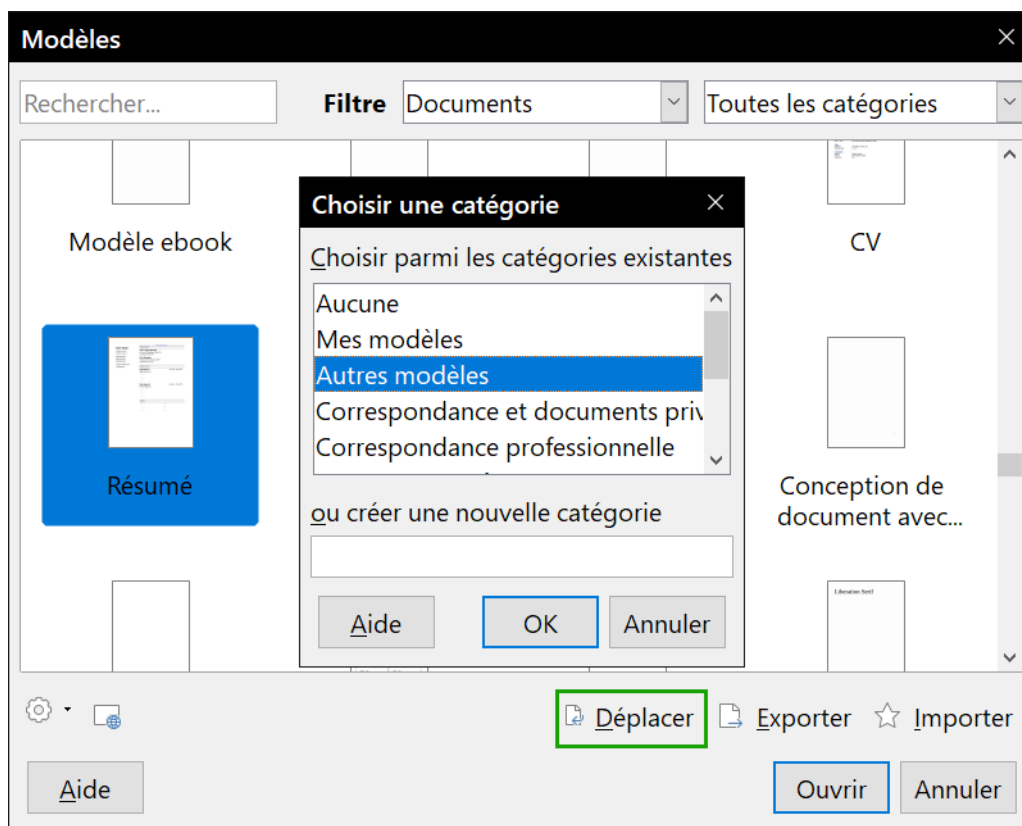 Modèles
Rechercher...
Filtre
Documents
Toutes les catégories
Modèle ebook
CV
Choisir une catégorie
Choisir parmi les catégories existantes
Aucune
Mes modèles
Autres modèles
Correspondance et documents priv
Correspondance professionnelle
Résumé
Conception de
document avec...
ou créer une nouvelle catégorie
Aide
OK
Annuler
Liberation Serif
Déplacer
Exporter
Importer
Aide
Ouvrir
Annuler